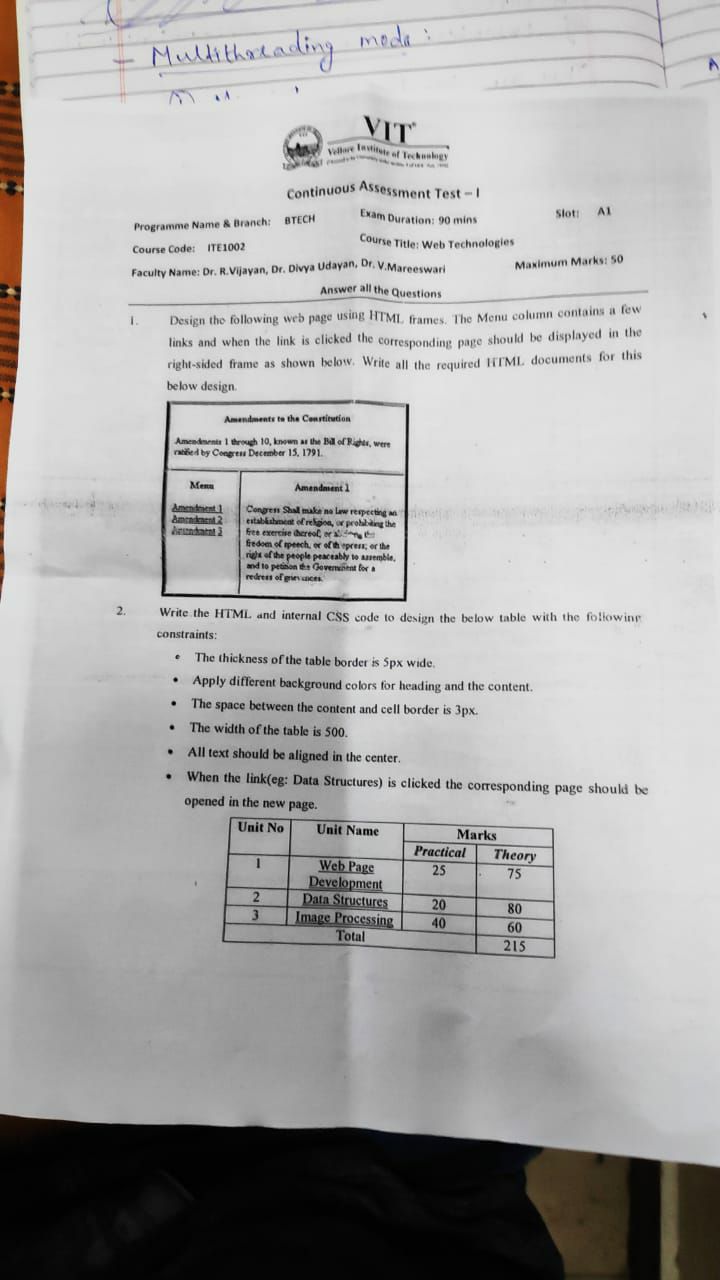 - Multithreading mode :
VIT
Vellore Institute of Technology
Continuous Assessment Test – I
Programme Name & Branch: BTECH Exam Duration: 90 mins Slot: A1
Course Code: ITE1002 Course Title: Web Technologies
Faculty Name: Dr. R.Vijayan, Dr. Divya Udayan, Dr. V.Mareeswari Maximum Marks: 50
Answer all the Questions
1. Design the following web page using HTML frames. The Menu column contains a few
links and when the link is clicked the corresponding page should be displayed in the
right-sided frame as shown below. Write all the required HTML documents for this
below design.
Amendments to the Constitution
Amendments 1 through 10, known as the Bill of Rights, were
ratified by Congress December 15, 1791.
Menu
Amendment 1
Amendment 2
Amendment 3
Amendment 1
Congress Shall make no law respecting an
establishment of religion, or prohibiting the
free exercise thereof, or
fredom of speech, or of the press; or the
right of the people peaceably to assemble,
and to petition the Government for a
redress of grievances.
2. Write the HTML and internal CSS code to design the below table with the following
constraints:
• The thickness of the table border is 5px wide.
• Apply different background colors for heading and the content.
• The space between the content and cell border is 3px.
• The width of the table is 500.
• All text should be aligned in the center.
• When the link(eg: Data Structures) is clicked the corresponding page should be
opened in the new page.
Unit No Unit Name Marks
Practical Theory
1 Web Page 25 75
Development
2 Data Structures 20 80
3 Image Processing 40 60
Total 215